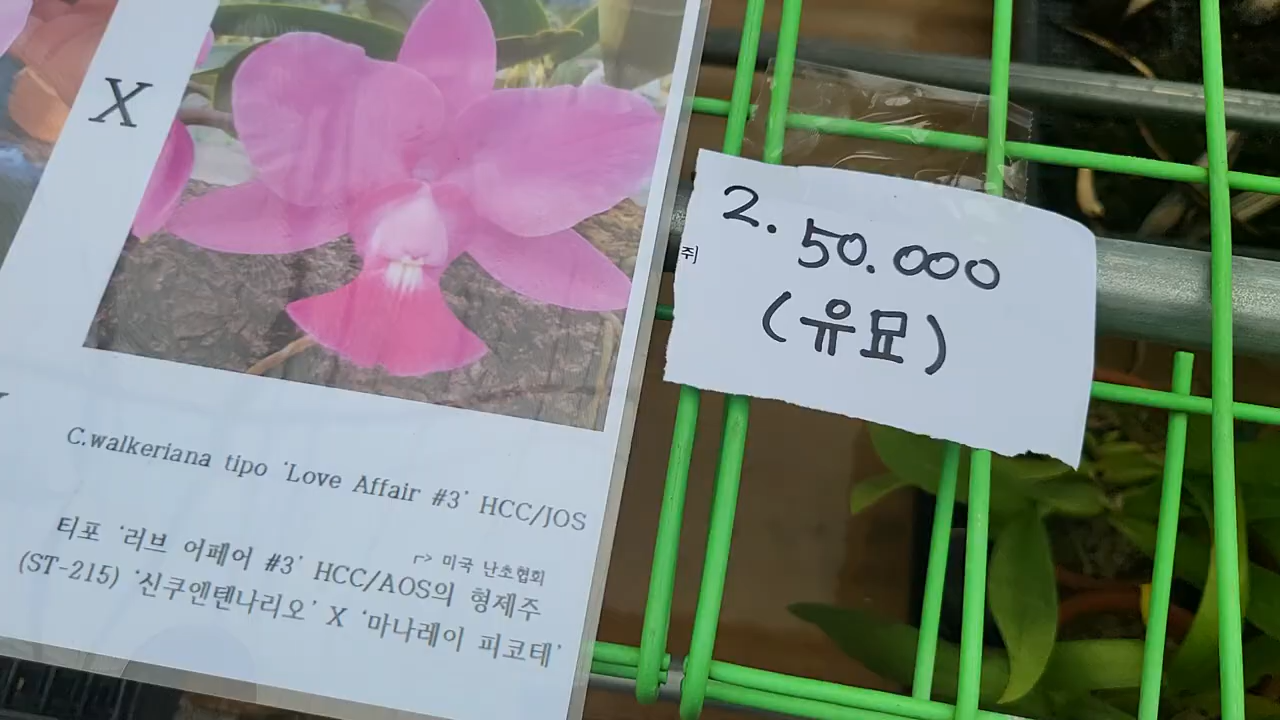 X
C.walkeriana tipo ‘Love Affair #3’ HCC/JOS
티포 ‘러브 어페어 #3’ HCC/AOS의 형제주
┌> 미국 난초협회
(ST-215) ‘신쿠엔텐나리오’ X ‘마나레이 피코테’
2. 50.000
(유묘)
쥐